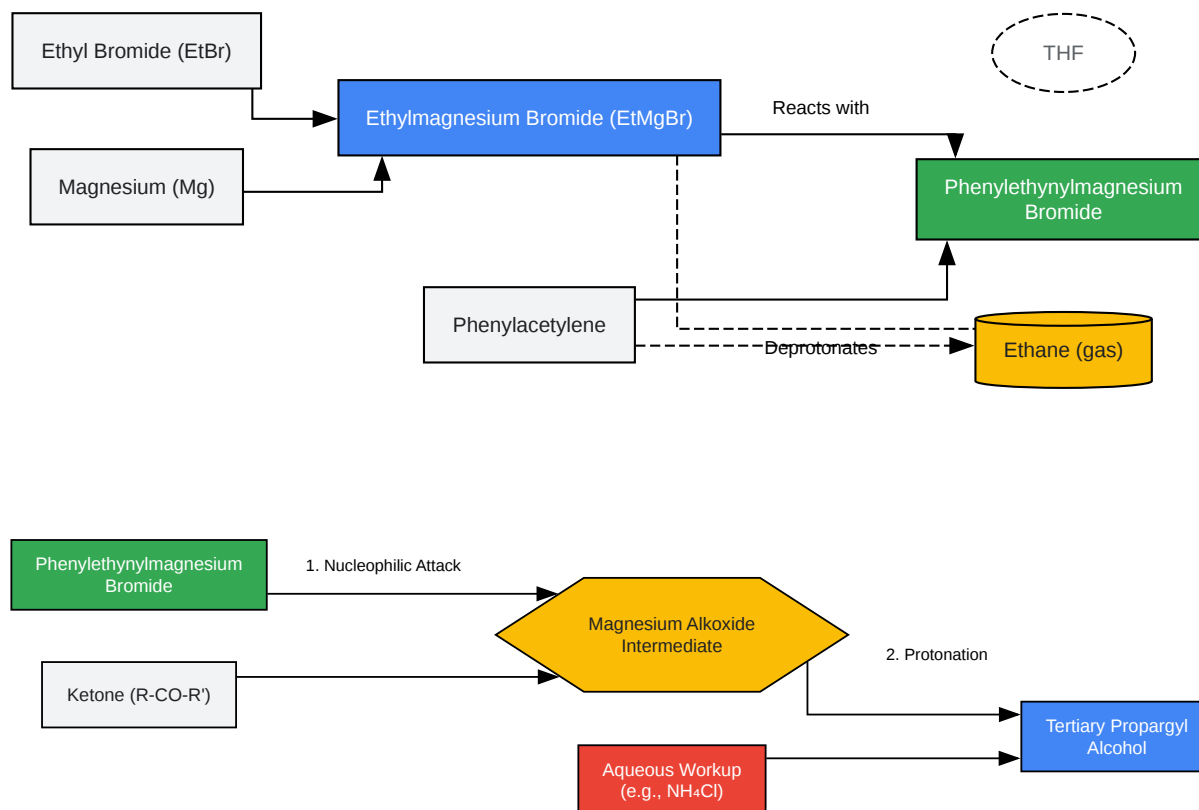 Ethyl Bromide (EtBr)
THF
Ethylmagnesium Bromide (EtMgBr)
Reacts with
Magnesium (Mg)
Phenylethynylmagnesium
Bromide
Phenylacetylene
Deprotonates
Ethane (gas)
Phenylethynylmagnesium
Bromide
1. Nucleophilic Attack
Magnesium Alkoxide
Intermediate
2. Protonation
Ketone (R-CO-R')
Tertiary Propargyl
Alcohol
Aqueous Workup
(e.g., NH₄Cl)